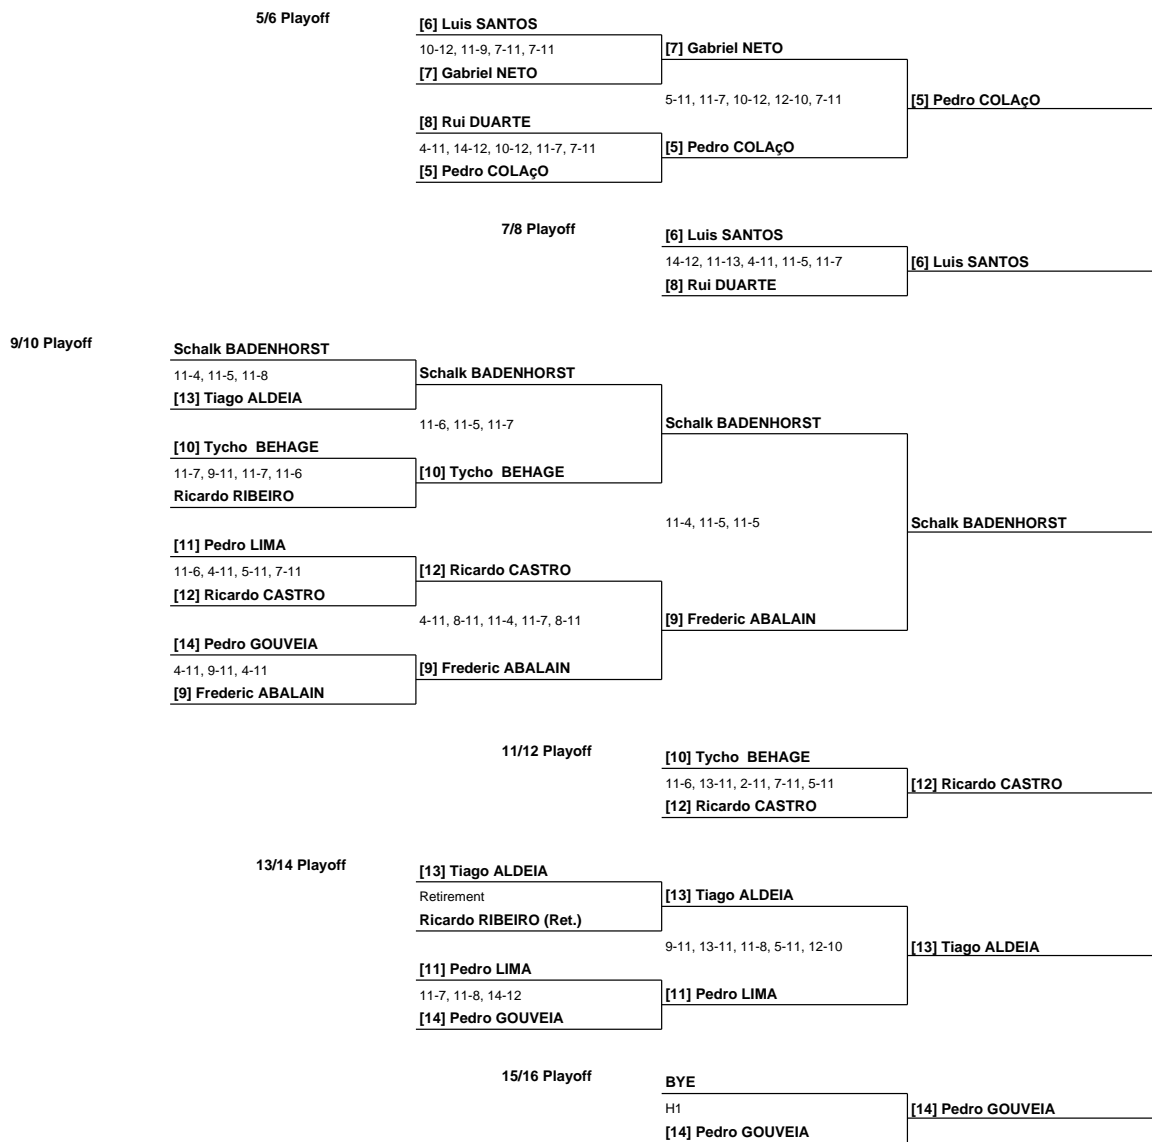 5/6 Playoff
[6] Luis SANTOS
10-12, 11-9, 7-11, 7-11
[7] Gabriel NETO
[7] Gabriel NETO
5-11, 11-7, 10-12, 12-10, 7-11
[5] Pedro COLAçO
[8] Rui DUARTE
4-11, 14-12, 10-12, 11-7, 7-11
[5] Pedro COLAçO
[5] Pedro COLAçO
7/8 Playoff
[6] Luis SANTOS
14-12, 11-13, 4-11, 11-5, 11-7
[6] Luis SANTOS
[8] Rui DUARTE
9/10 Playoff
Schalk BADENHORST
11-4, 11-5, 11-8
Schalk BADENHORST
[13] Tiago ALDEIA
11-6, 11-5, 11-7
Schalk BADENHORST
[10] Tycho BEHAGE
11-7, 9-11, 11-7, 11-6
[10] Tycho BEHAGE
Ricardo RIBEIRO
11-4, 11-5, 11-5
Schalk BADENHORST
[11] Pedro LIMA
11-6, 4-11, 5-11, 7-11
[12] Ricardo CASTRO
[12] Ricardo CASTRO
4-11, 8-11, 11-4, 11-7, 8-11
[9] Frederic ABALAIN
[14] Pedro GOUVEIA
4-11, 9-11, 4-11
[9] Frederic ABALAIN
[9] Frederic ABALAIN
11/12 Playoff
[10] Tycho BEHAGE
11-6, 13-11, 2-11, 7-11, 5-11
[12] Ricardo CASTRO
[12] Ricardo CASTRO
13/14 Playoff
[13] Tiago ALDEIA
Retirement
[13] Tiago ALDEIA
Ricardo RIBEIRO (Ret.)
9-11, 13-11, 11-8, 5-11, 12-10
[13] Tiago ALDEIA
[11] Pedro LIMA
11-7, 11-8, 14-12
[11] Pedro LIMA
[14] Pedro GOUVEIA
15/16 Playoff
BYE
H1
[14] Pedro GOUVEIA
[14] Pedro GOUVEIA